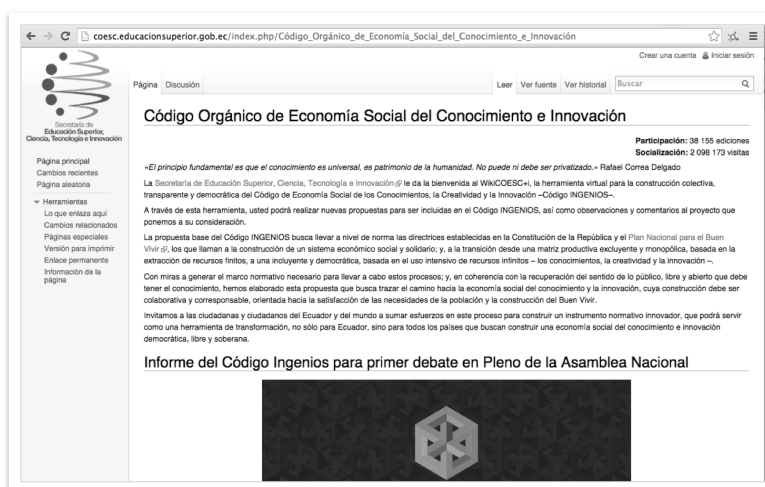 coesc.educacionsuperior.gob.ec/index.php/Código_Orgánico_de_Economía_Social_del_Conocimiento_e_Innovación
Crear una cuenta Iniciar sesión
Página Discusión Leer Ver fuente Ver historial Buscar
Secretaría de
Educación Superior,
Ciencia, Tecnología e Innovación
Página principal
Cambios recientes
Página aleatoria
Herramientas
Lo que enlaza aquí
Cambios relacionados
Páginas especiales
Versión para imprimir
Enlace permanente
Información de la
página
Código Orgánico de Economía Social del Conocimiento e Innovación
Participación: 38 155 ediciones
Socialización: 2 098 173 visitas
«El principio fundamental es que el conocimiento es universal, es patrimonio de la humanidad. No puede ni debe ser privatizado.» Rafael Correa Delgado
La Secretaría de Educación Superior, Ciencia, Tecnología e Innovación le da la bienvenida al WikiCOESC+i, la herramienta virtual para la construcción colectiva,
transparente y democrática del Código de Economía Social de los Conocimientos, la Creatividad y la Innovación –Código INGENIOS–.
A través de esta herramienta, usted podrá realizar nuevas propuestas para ser incluidas en el Código INGENIOS, así como observaciones y comentarios al proyecto que
ponemos a su consideración.
La propuesta base del Código INGENIOS busca llevar a nivel de norma las directrices establecidas en la Constitución de la República y el Plan Nacional para el Buen
Vivir, los que llaman a la construcción de un sistema económico social y solidario; y, a la transición desde una matriz productiva excluyente y monopólica, basada en la
extracción de recursos finitos, a una incluyente y democrática, basada en el uso intensivo de recursos infinitos – los conocimientos, la creatividad y la innovación –.
Con miras a generar el marco normativo necesario para llevar a cabo estos procesos; y, en coherencia con la recuperación del sentido de lo público, libre y abierto que debe
tener el conocimiento, hemos elaborado esta propuesta que busca trazar el camino hacia la economía social del conocimiento y la innovación, cuya construcción debe ser
colaborativa y corresponsable, orientada hacia la satisfacción de las necesidades de la población y la construcción del Buen Vivir.
Invitamos a las ciudadanas y ciudadanos del Ecuador y del mundo a sumar esfuerzos en este proceso para construir un instrumento normativo innovador, que podrá servir
como una herramienta de transformación, no sólo para Ecuador, sino para todos los países que buscan construir una economía social del conocimiento e innovación
democrática, libre y soberana.
Informe del Código Ingenios para primer debate en Pleno de la Asamblea Nacional